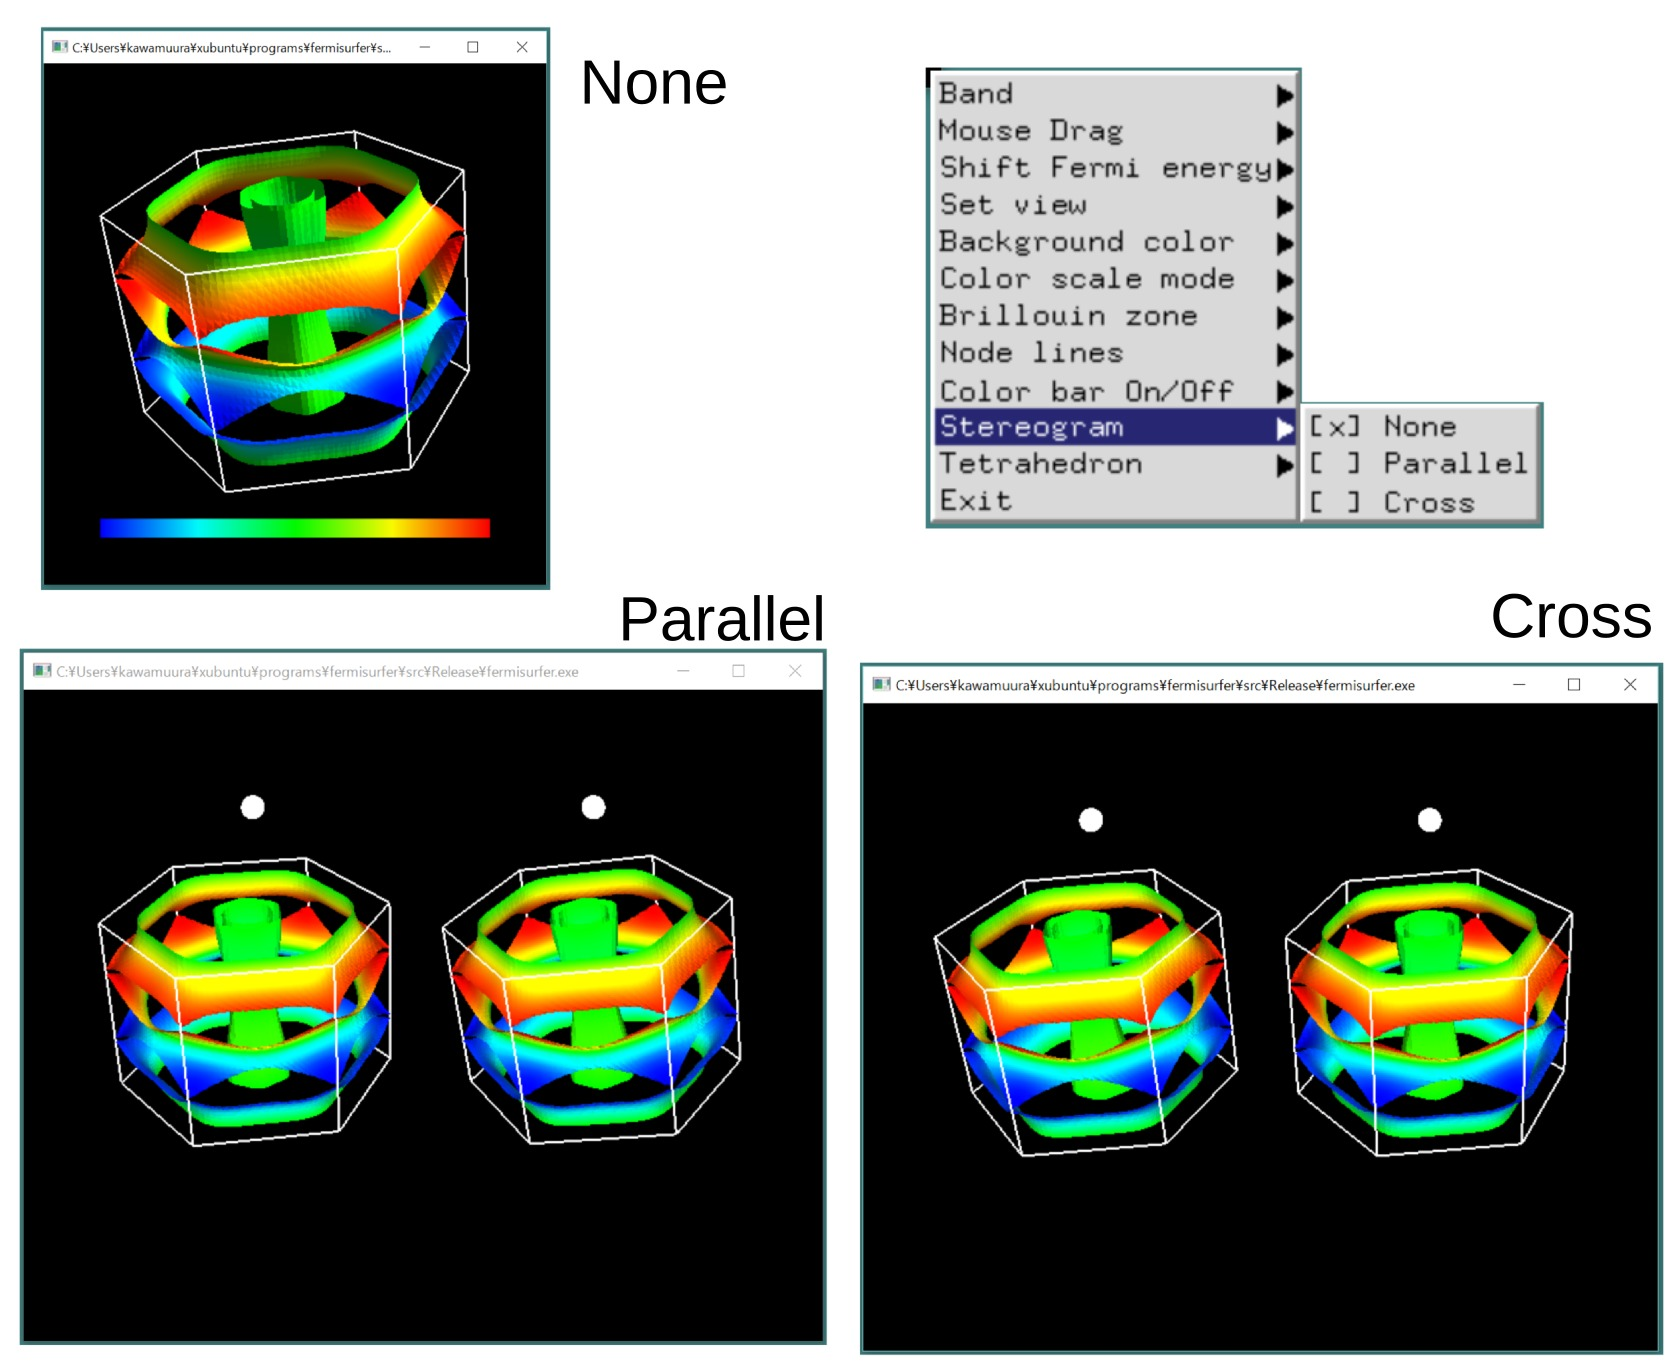 C:¥Users¥kawamuura¥xubuntu¥programs¥fermisurfer¥s...
None
Band
Mouse Drag
Shift Fermi energy
Set view
Background color
Color scale mode
Brillouin zone
Node lines
Color bar On/Off
Stereogram
Tetrahedron
Exit
[x] None
[ ] Parallel
[ ] Cross
Parallel
C:¥Users¥kawamuura¥xubuntu¥programs¥fermisurfer¥src¥Release¥fermisurfer.exe
Cross
C:¥Users¥kawamuura¥xubuntu¥programs¥fermisurfer¥src¥Release¥fermisurfer.exe